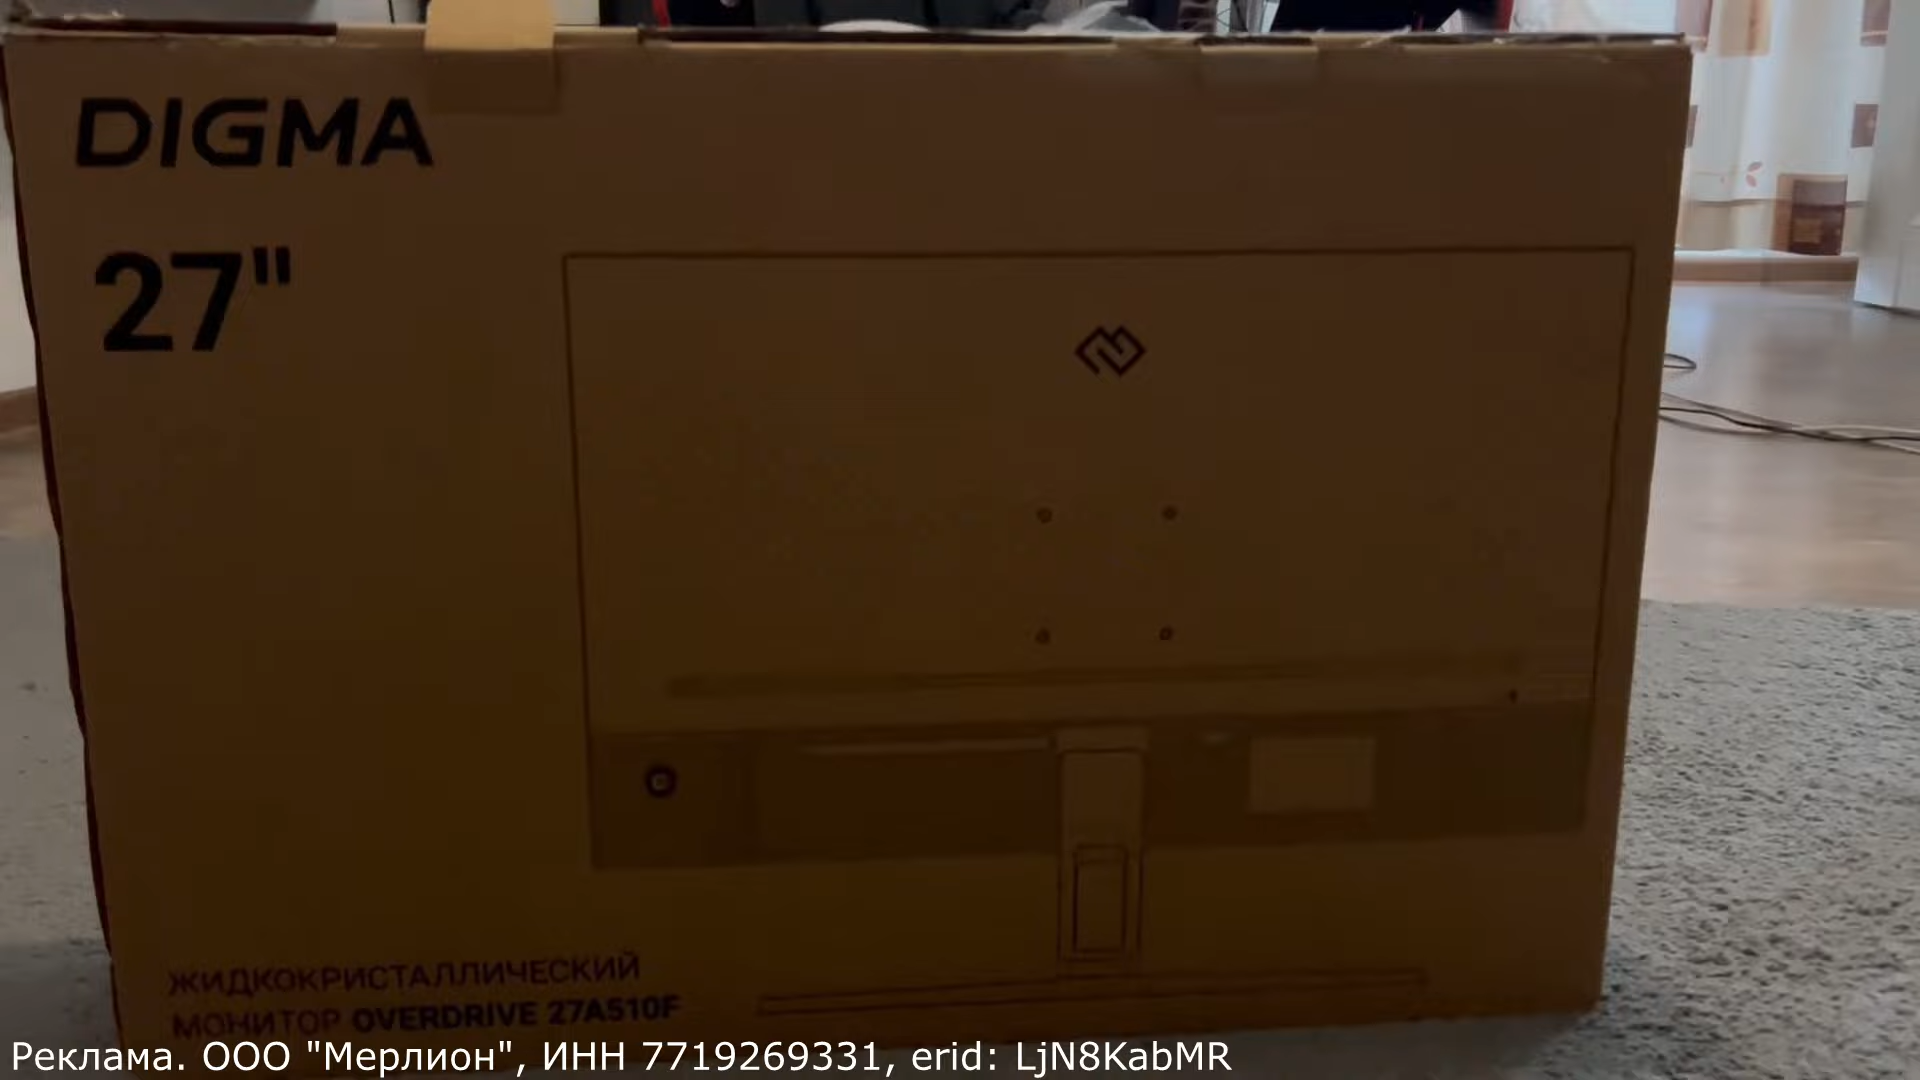 DIGMA
27"
ЖИДКОКРИСТАЛЛИЧЕСКИЙ
МОНИТОР OVERDRIVE 27A510F
Реклама. ООО "Мерлион", ИНН 7719269331, erid: LjN8KabMR